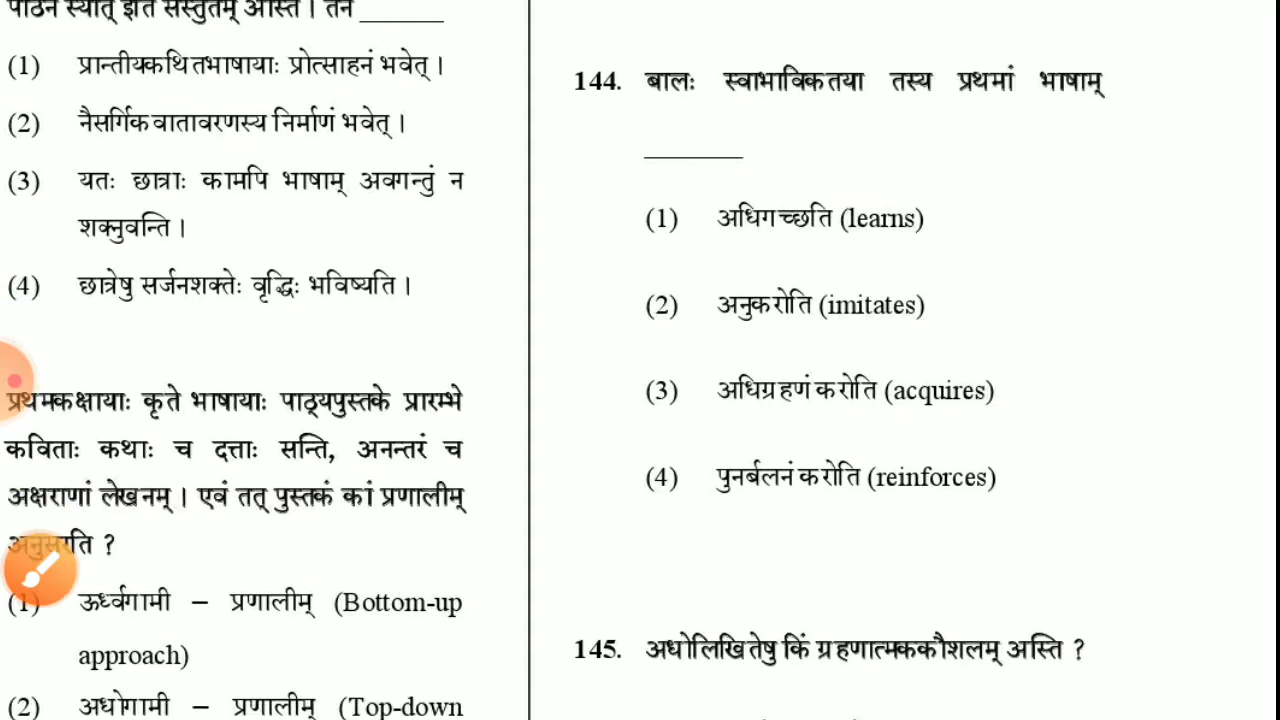 पाठन स्यात् इति संस्तुतम् अस्ति । तेन ______
(1) प्रान्तीयकथितभाषायाः प्रोत्साहनं भवेत् ।
(2) नैसर्गिकवातावरणस्य निर्माणं भवेत् ।
(3) यतः छात्राः कामपि भाषाम् अवगन्तुं न
शक्नुवन्ति ।
(4) छात्रेषु सर्जनशक्तेः वृद्धिः भविष्यति ।
प्रथमकक्षायाः कृते भाषायाः पाठ्यपुस्तके प्रारम्भे
कविताः कथाः च दत्ताः सन्ति, अनन्तरं च
अक्षराणां लेखनम् । एवं तत् पुस्तकं कां प्रणालीम्
अनुसरति ?
(1) ऊर्ध्वगामी – प्रणालीम् (Bottom-up
approach)
(2) अधोगामी – प्रणालीम् (Top-down
144. बालः स्वाभाविकतया तस्य प्रथमां भाषाम्
_______
(1) अधिगच्छति (learns)
(2) अनुकरोति (imitates)
(3) अधिग्रहणं करोति (acquires)
(4) पुनर्बलनं करोति (reinforces)
145. अधोलिखितेषु किं ग्रहणात्मककौशलम् अस्ति ?